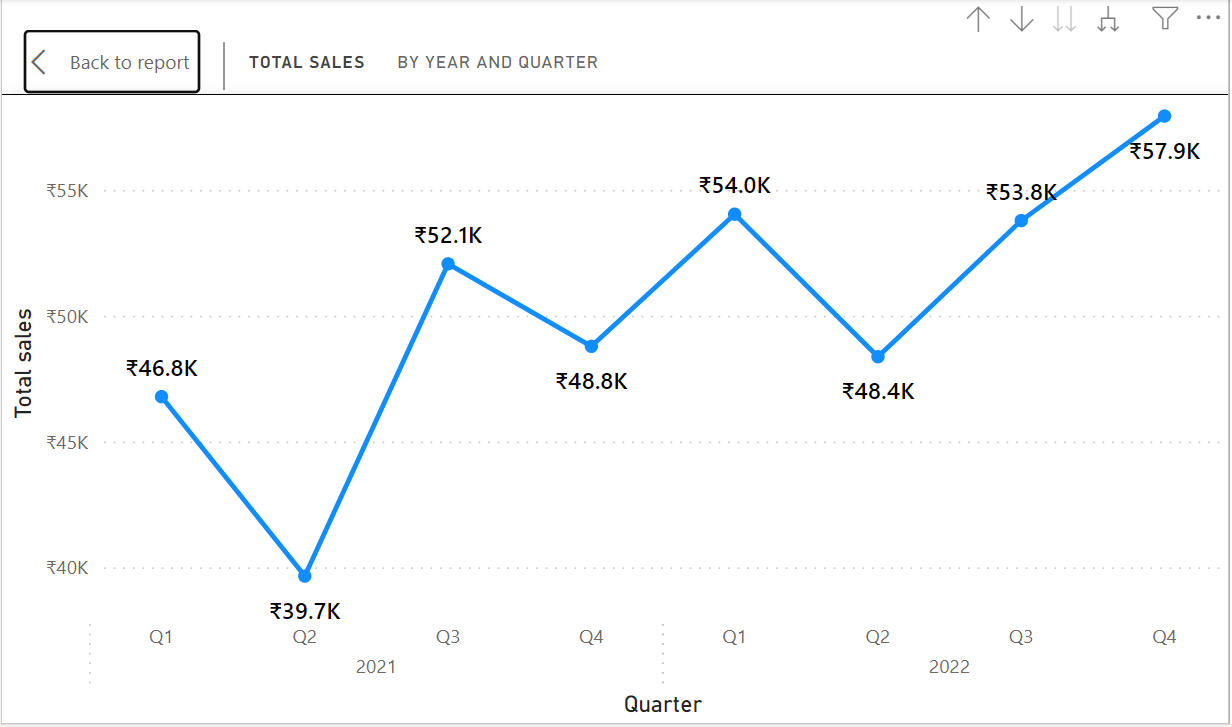 Back to report
TOTAL SALES BY YEAR AND QUARTER
₹57.9K
₹55K
₹54.0K
₹53.8K
₹52.1K
₹50K
Total sales
₹46.8K
₹48.8K
₹48.4K
₹45K
₹40K
₹39.7K
Q1 Q2 Q3 Q4 Q1 Q2 Q3 Q4
2021 2022
Quarter